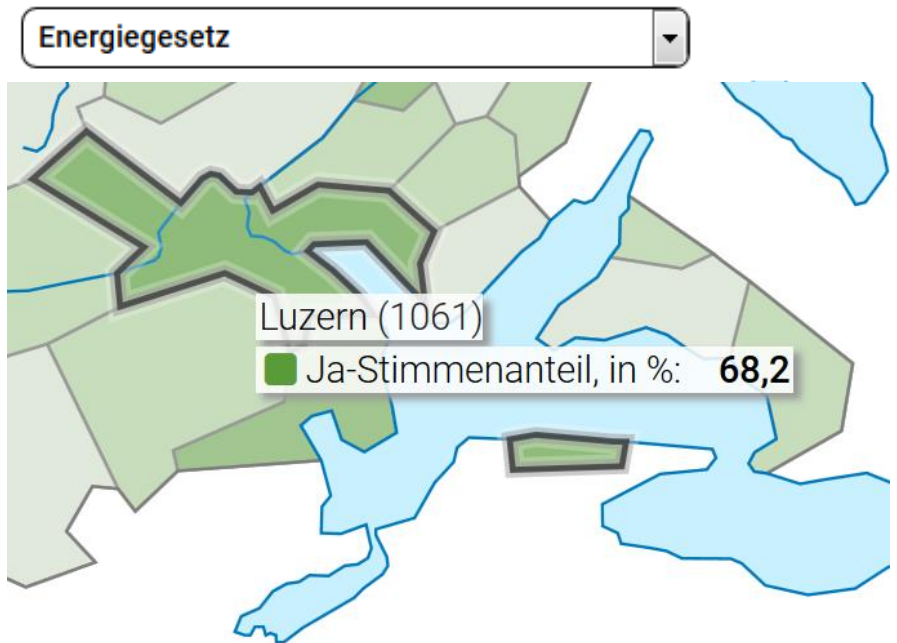 Energiegesetz
Luzern (1061)
Ja-Stimmenanteil, in %: 68,2